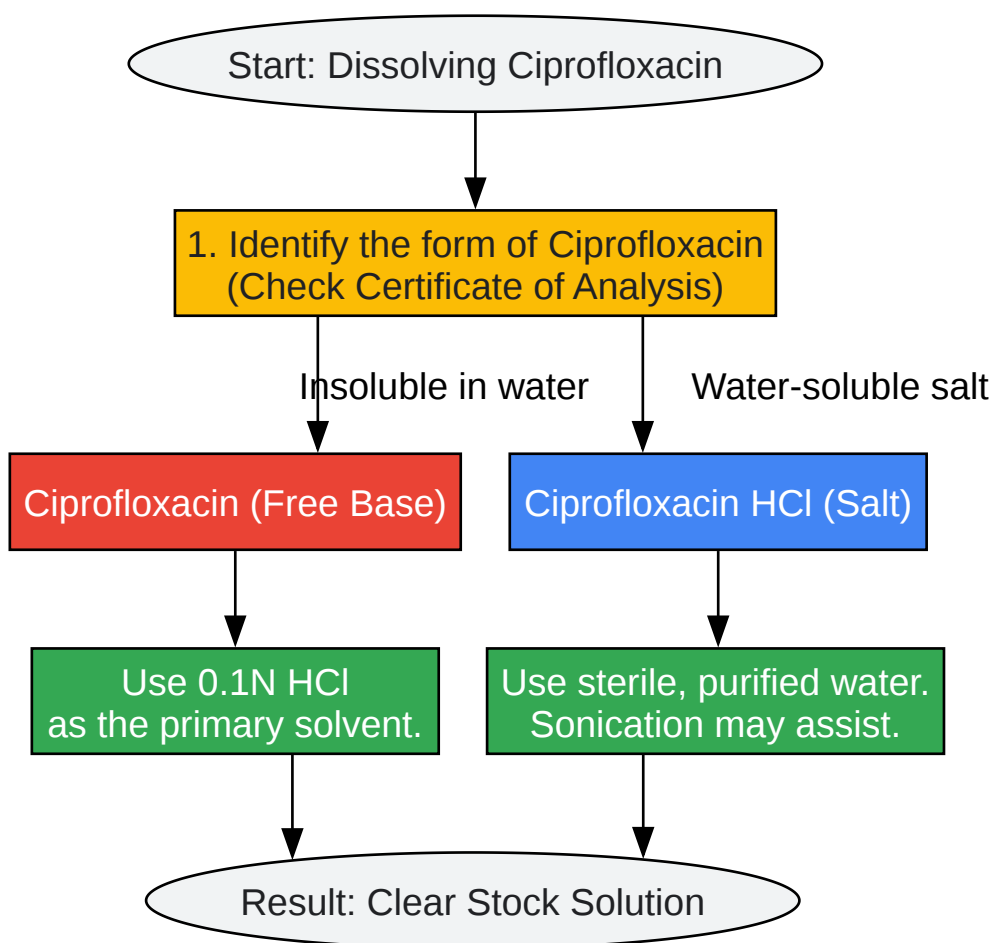 Start: Dissolving Ciprofloxacin
1. Identify the form of Ciprofloxacin
(Check Certificate of Analysis)
Insoluble in water
Water-soluble salt
Ciprofloxacin (Free Base)
Ciprofloxacin HCl (Salt)
Use 0.1N HCl
as the primary solvent.
Use sterile, purified water.
Sonication may assist.
Result: Clear Stock Solution